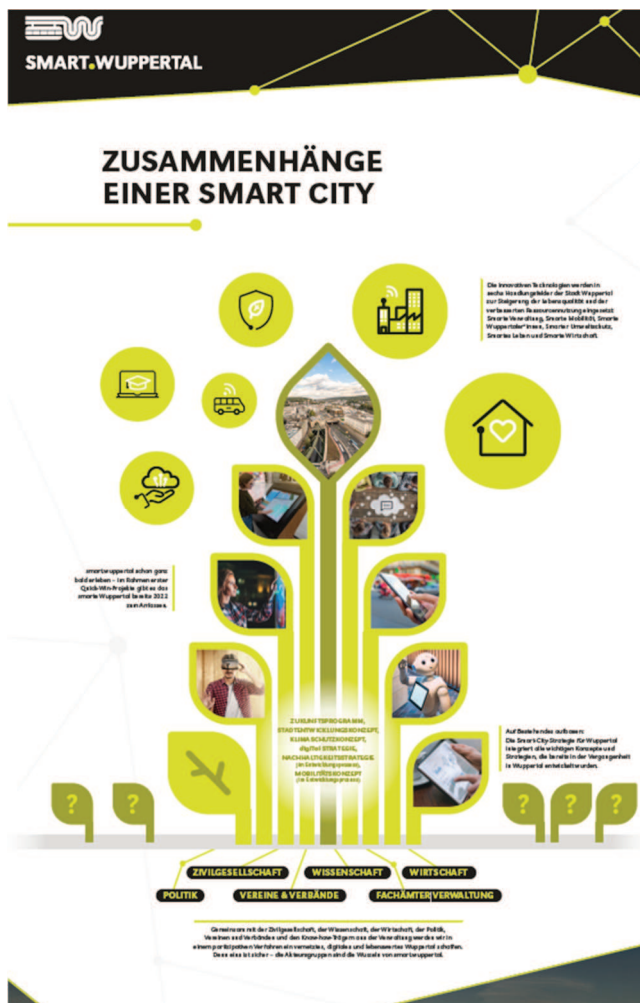 SMART.WUPPERTAL
ZUSAMMENHÄNGE
EINER SMART CITY
Die innovativen Technologien werden in
sechs Handlungsfelder der Stadt Wuppertal
zur Steigerung der Lebensqualität und der
verbesserten Ressourcennutzung eingesetzt:
Smarte Verwaltung, Smarte Mobilität, Smarte
Wuppertaler*innen, Smarter Umweltschutz,
Smartes Leben und Smarte Wirtschaft.
smartwuppertal schon ganz
bald erleben – Im Rahmen erster
Quick-Win-Projekte gibt es das
smarte Wuppertal bereits
zum Anfassen.
ZUKUNFTSPROGRAMM,
STADTENTWICKLUNGSKONZEPT,
KLIMASCHUTZKONZEPT,
digiTal STRATEGIE,
NACHHALTIGKEITSSTRATEGIE
(im Entwicklungsprozess),
MOBILITÄTSKONZEPT
(im Entwicklungsprozess)
Auf Bestehendes aufbauen:
Die Smart-City-Strategie für Wuppertal
integriert die wichtigen Konzepte und
Strategien, die bereits in der Vergangenheit
in Wuppertal entwickelt wurden.
? ? ? ? ?
ZIVILGESELLSCHAFT WISSENSCHAFT WIRTSCHAFT
POLITIK VEREINE & VERBÄNDE FACHÄMTER|VERWALTUNG
Gemeinsam mit der Zivilgesellschaft, der Wissenschaft, der Wirtschaft, der Politik,
Vereinen und Verbände und den Know-how-Trägern aus der Verwaltung werden wir in
einem partizipativen Verfahren ein vernetztes, digitales und lebenswertes Wuppertal schaffen.
Denn eins ist sicher – die Akteursgruppen sind die Wurzeln von smartwuppertal.